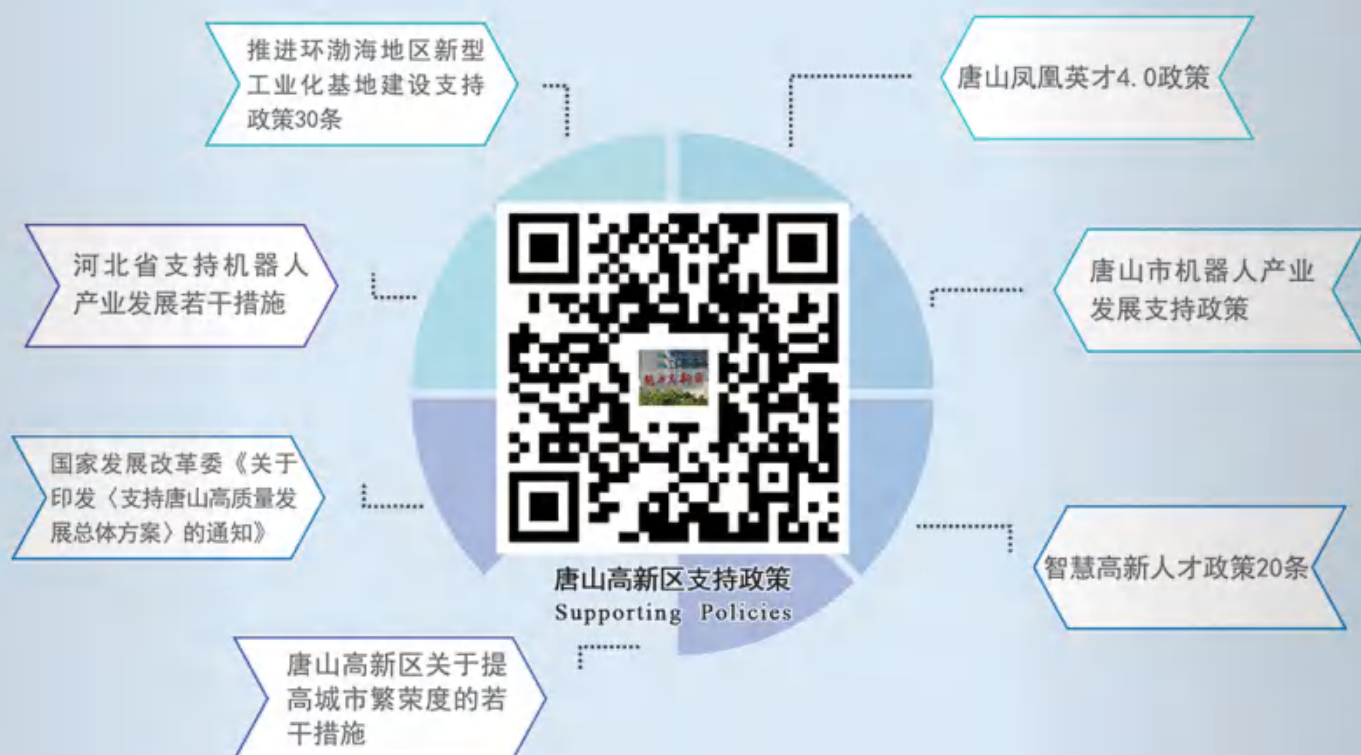 推进环渤海地区新型
工业化基地建设支持
政策30条
唐山凤凰英才4.0政策
河北省支持机器人
产业发展若干措施
唐山市机器人产业
发展支持政策
国家发展改革委《关于
印发〈支持唐山高质量发
展总体方案〉的通知》
智慧高新人才政策20条
唐山高新区支持政策
Supporting Policies
唐山高新区关于提
高城市繁荣度的若
干措施